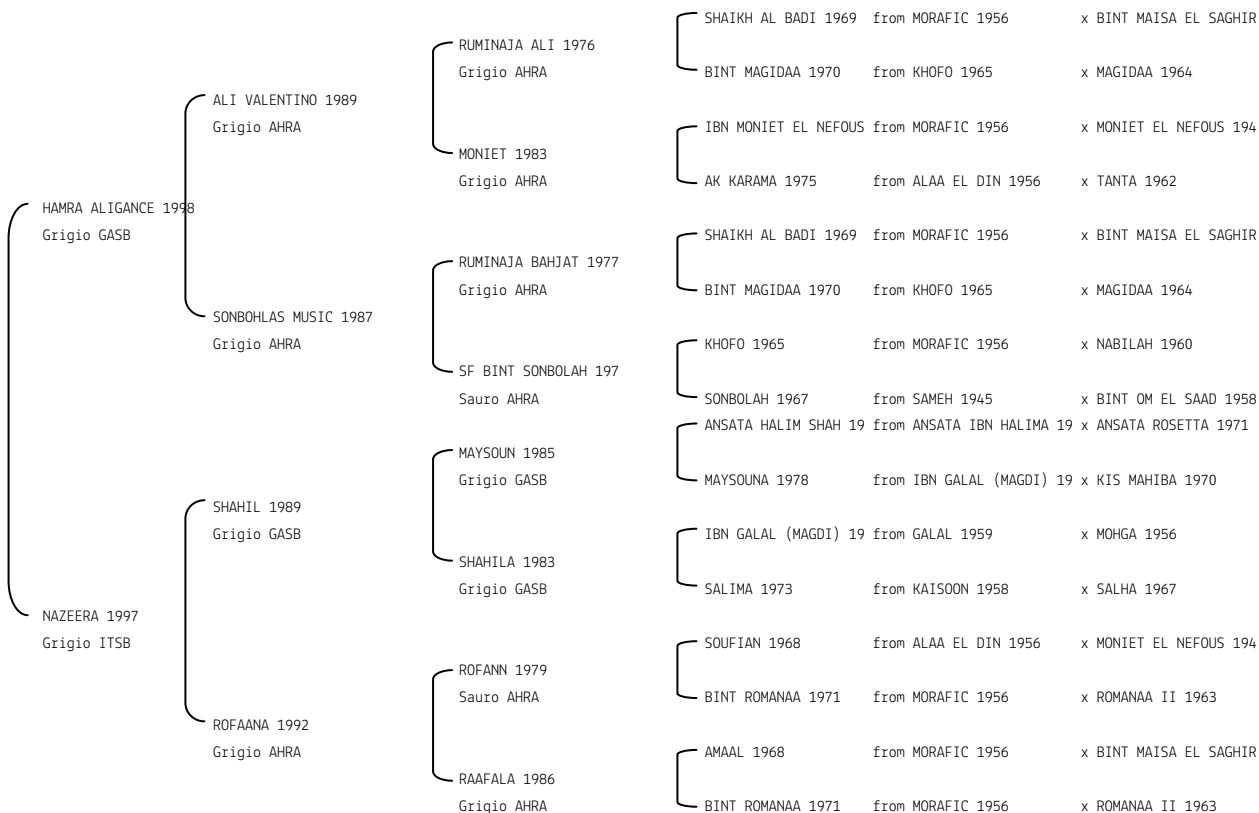 SHAIKH AL BADI 1969 from MORAFIC 1956 x BINT MAISA EL SAGHIR
RUMINAJA ALI 1976
Grigio AHRA
BINT MAGIDAA 1970 from KHOFO 1965 x MAGIDAA 1964
ALI VALENTINO 1989
Grigio AHRA
IBN MONIET EL NEFOUS from MORAFIC 1956 x MONIET EL NEFOUS 194
MONIET 1983
Grigio AHRA
AK KARAMA 1975 from ALAA EL DIN 1956 x TANTA 1962
HAMRA ALIGANCE 1998
Grigio GASB
SHAIKH AL BADI 1969 from MORAFIC 1956 x BINT MAISA EL SAGHIR
RUMINAJA BAHJAT 1977
Grigio AHRA
BINT MAGIDAA 1970 from KHOFO 1965 x MAGIDAA 1964
SONBOHLAS MUSIC 1987
Grigio AHRA
KHOFO 1965 from MORAFIC 1956 x NABILAH 1960
SF BINT SONBOLAH 197
Sauro AHRA
SONBOLAH 1967 from SAMEH 1945 x BINT OM EL SAAD 1958
ANSATA HALIM SHAH 19 from ANSATA IBN HALIMA 19 x ANSATA ROSETTA 1971
MAYSOUN 1985
Grigio GASB
MAYSOUNA 1978 from IBN GALAL (MAGDI) 19 x KIS MAHIBA 1970
SHAHIL 1989
Grigio GASB
IBN GALAL (MAGDI) 19 from GALAL 1959 x MOHGA 1956
SHAHILA 1983
Grigio GASB
SALIMA 1973 from KAISOON 1958 x SALHA 1967
NAZEERA 1997
Grigio ITSB
SOUFIAN 1968 from ALAA EL DIN 1956 x MONIET EL NEFOUS 194
ROFANN 1979
Sauro AHRA
BINT ROMANAA 1971 from MORAFIC 1956 x ROMANAA II 1963
ROFAANA 1992
Grigio AHRA
AMAAL 1968 from MORAFIC 1956 x BINT MAISA EL SAGHIR
RAAFALA 1986
Grigio AHRA
BINT ROMANAA 1971 from MORAFIC 1956 x ROMANAA II 1963